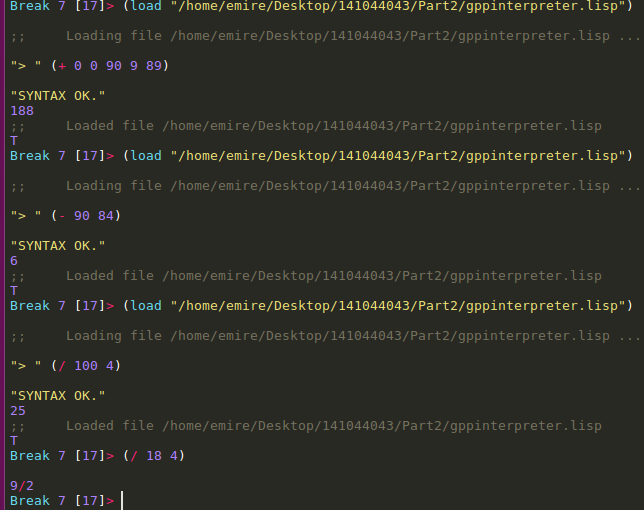 Break 7 [17]> (load "/home/emire/Desktop/141044043/Part2/gppinterpreter.lisp")
;; Loading file /home/emire/Desktop/141044043/Part2/gppinterpreter.lisp ...
"> " (+ 0 0 90 9 89)
"SYNTAX OK."
188
;; Loaded file /home/emire/Desktop/141044043/Part2/gppinterpreter.lisp
T
Break 7 [17]> (load "/home/emire/Desktop/141044043/Part2/gppinterpreter.lisp")
;; Loading file /home/emire/Desktop/141044043/Part2/gppinterpreter.lisp ...
"> " (- 90 84)
"SYNTAX OK."
6
;; Loaded file /home/emire/Desktop/141044043/Part2/gppinterpreter.lisp
T
Break 7 [17]> (load "/home/emire/Desktop/141044043/Part2/gppinterpreter.lisp")
;; Loading file /home/emire/Desktop/141044043/Part2/gppinterpreter.lisp ...
"> " (/ 100 4)
"SYNTAX OK."
25
;; Loaded file /home/emire/Desktop/141044043/Part2/gppinterpreter.lisp
T
Break 7 [17]> (/ 18 4)
9/2
Break 7 [17]>